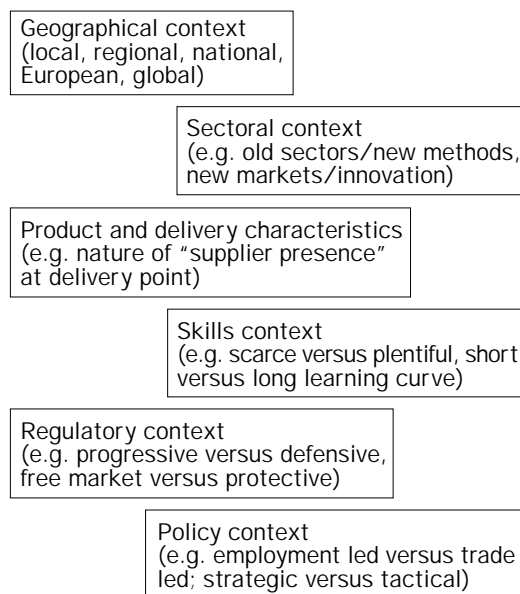 Geographical context
(local, regional, national,
European, global)
Sectoral context
(e.g. old sectors/new methods,
new markets/innovation)
Product and delivery characteristics
(e.g. nature of “supplier presence”
at delivery point)
Skills context
(e.g. scarce versus plentiful, short
versus long learning curve)
Regulatory context
(e.g. progressive versus defensive,
free market versus protective)
Policy context
(e.g. employment led versus trade
led; strategic versus tactical)